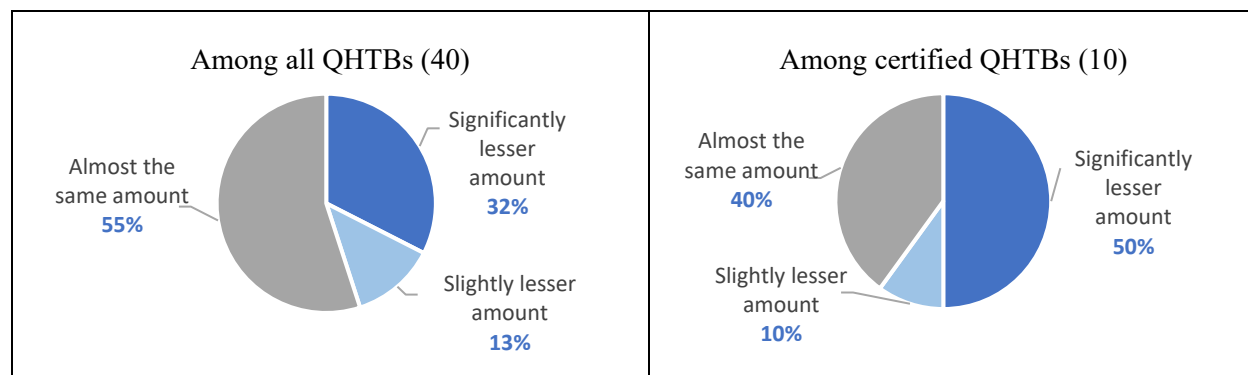 Among all QHTBs (40)
Significantly
lesser
amount
32%
Almost the
same amount
55%
Slightly lesser
amount
13%
Among certified QHTBs (10)
Almost the
same amount
40%
Significantly
lesser
amount
50%
Slightly lesser
amount
10%